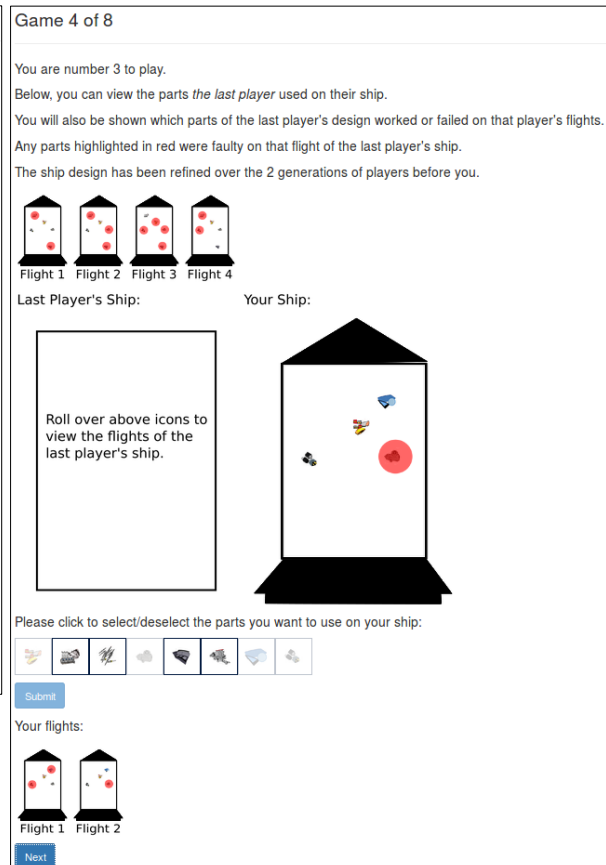 Game 4 of 8
You are number 3 to play.
Below, you can view the parts the last player used on their ship.
You will also be shown which parts of the last player's design worked or failed on that player's flights.
Any parts highlighted in red were faulty on that flight of the last player's ship.
The ship design has been refined over the 2 generations of players before you.
Flight 1 Flight 2 Flight 3 Flight 4
Last Player's Ship: Your Ship:
Roll over above icons to
view the flights of the
last player's ship.
Please click to select/deselect the parts you want to use on your ship:
Submit
Your flights:
Flight 1 Flight 2
Next